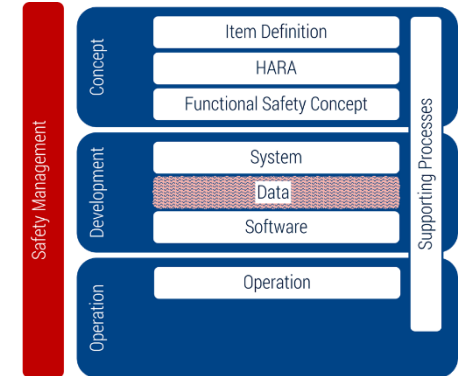 Safety Management
Concept
Item Definition
HARA
Functional Safety Concept
Development
System
Data
Software
Operation
Operation
Supporting Processes